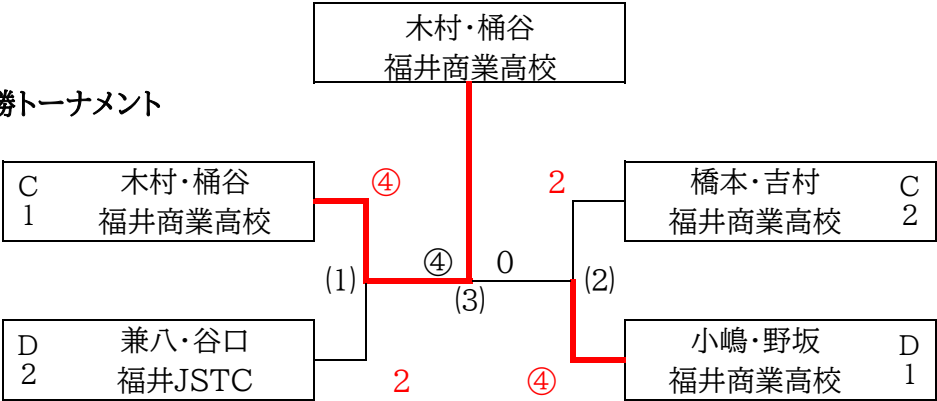 木村・桶谷
福井商業高校
勝トーナメント
C
1
木村・桶谷
福井商業高校
④
2
橋本・吉村
福井商業高校
C
2
(1)
④
0
(2)
(3)
D
2
兼八・谷口
福井JSTC
2
④
小嶋・野坂
福井商業高校
D
1